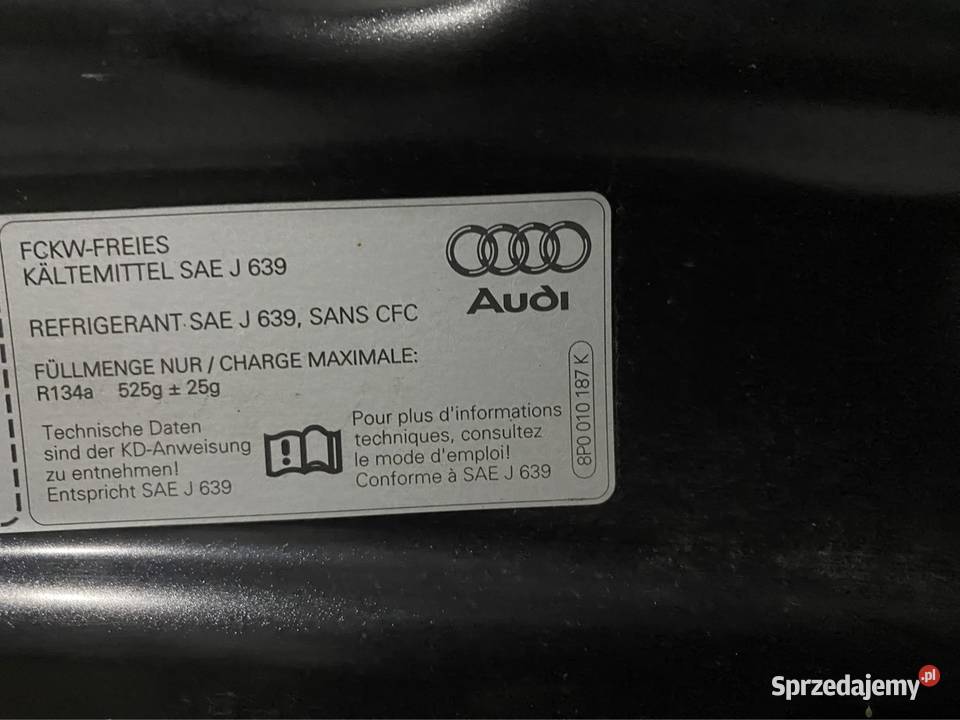 FCKW-FREIES
KÄLTEMITTEL SAE J 639
REFRIGERANT SAE J 639, SANS CFC
FÜLLMENGE NUR / CHARGE MAXIMALE:
R134a 525g ± 25g
Technische Daten
sind der KD-Anweisung
zu entnehmen!
Entspricht SAE J 639
Pour plus d'informations
techniques, consultez
le mode d'emploi!
Conforme à SAE J 639
Audi
8P0 010 187 K
Sprzedajemy.pl